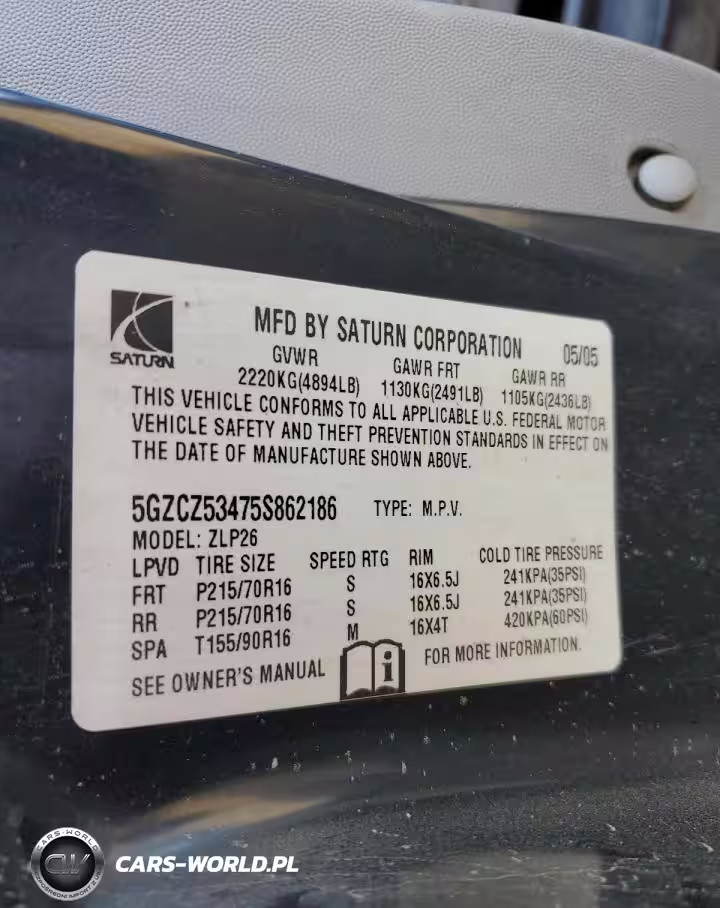 SATURN
MFD BY SATURN CORPORATION 05/05
GVWR GAWR FRT GAWR RR
2220KG(4894LB) 1130KG(2491LB) 1105KG(2436LB)
THIS VEHICLE CONFORMS TO ALL APPLICABLE U.S. FEDERAL MOTOR
VEHICLE SAFETY AND THEFT PREVENTION STANDARDS IN EFFECT ON
THE DATE OF MANUFACTURE SHOWN ABOVE.
5GZCZ53475S862186 TYPE: M.P.V.
MODEL: ZLP26
LPVD TIRE SIZE SPEED RTG RIM COLD TIRE PRESSURE
FRT P215/70R16 S 16X6.5J 241KPA(35PSI)
RR P215/70R16 S 16X6.5J 241KPA(35PSI)
SPA T155/90R16 M 16X4T 420KPA(60PSI)
SEE OWNER'S MANUAL i FOR MORE INFORMATION.
CARS-WORLD
CW
CARS-WORLD.PL